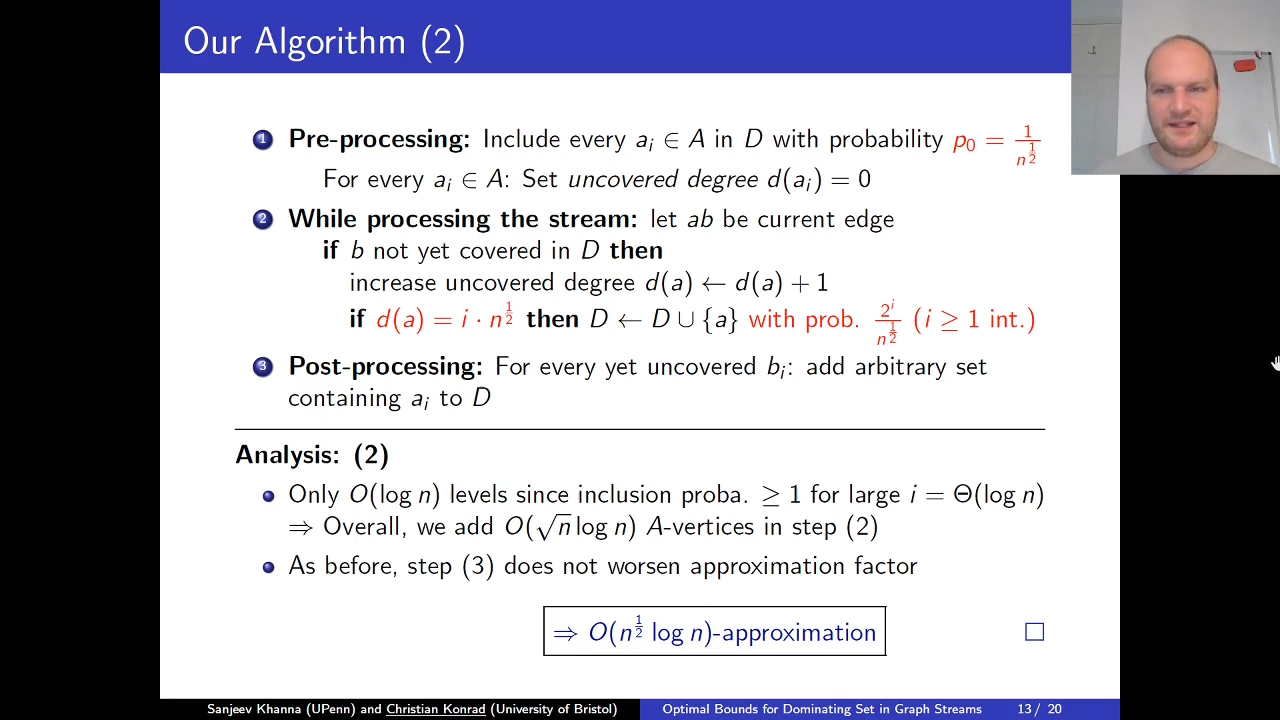 Our Algorithm (2)
1 Pre-processing: Include every aᵢ ∈ A in D with probability p₀ = 1/n^{1/2}
For every aᵢ ∈ A: Set uncovered degree d(aᵢ) = 0
2 While processing the stream: let ab be current edge
if b not yet covered in D then
increase uncovered degree d(a) ← d(a) + 1
if d(a) = i · n^{1/2} then D ← D ∪ {a} with prob. 2^i/n^{1/2} (i ≥ 1 int.)
3 Post-processing: For every yet uncovered bᵢ: add arbitrary set
containing aᵢ to D
Analysis: (2)
Only O(log n) levels since inclusion proba. ≥ 1 for large i = Θ(log n)
⇒ Overall, we add O(√n log n) A-vertices in step (2)
As before, step (3) does not worsen approximation factor
⇒ O(n^{1/2} log n)-approximation □
Sanjeev Khanna (UPenn) and Christian Konrad (University of Bristol) Optimal Bounds for Dominating Set in Graph Streams 13 / 20